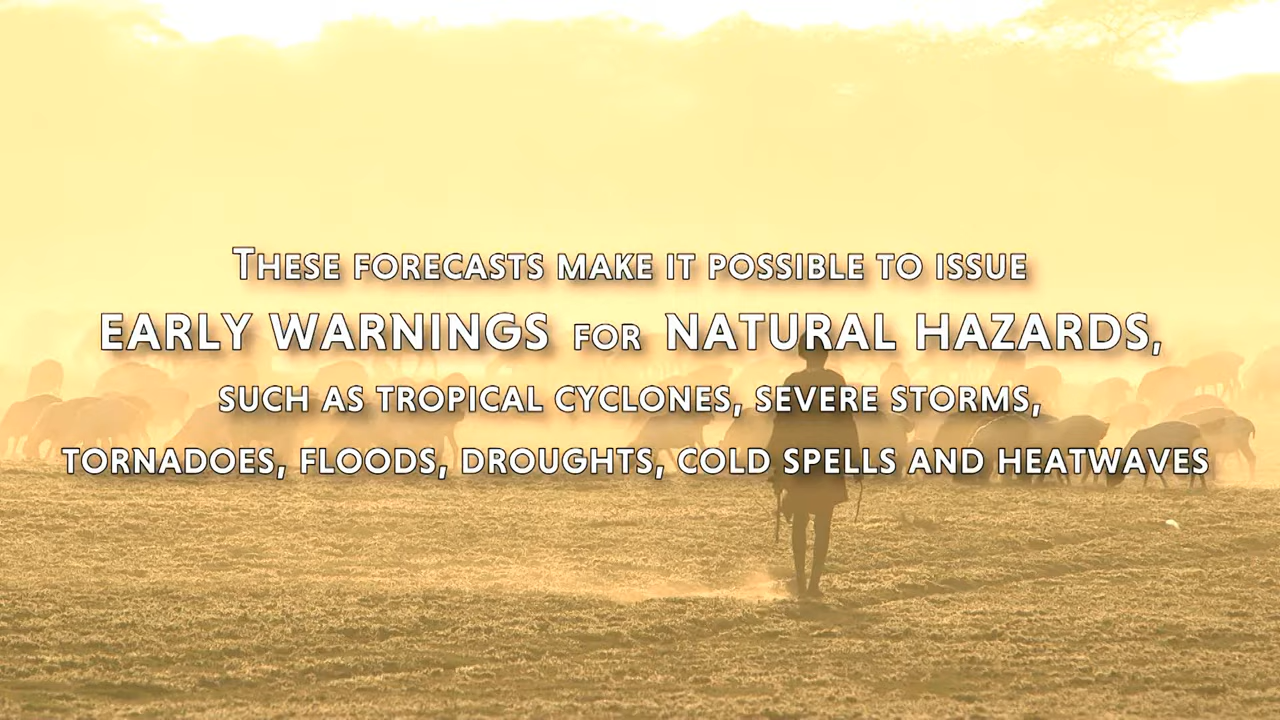 These forecasts make it possible to issue
EARLY WARNINGS for NATURAL HAZARDS,
such as tropical cyclones, severe storms,
tornadoes, floods, droughts, cold spells and heatwaves